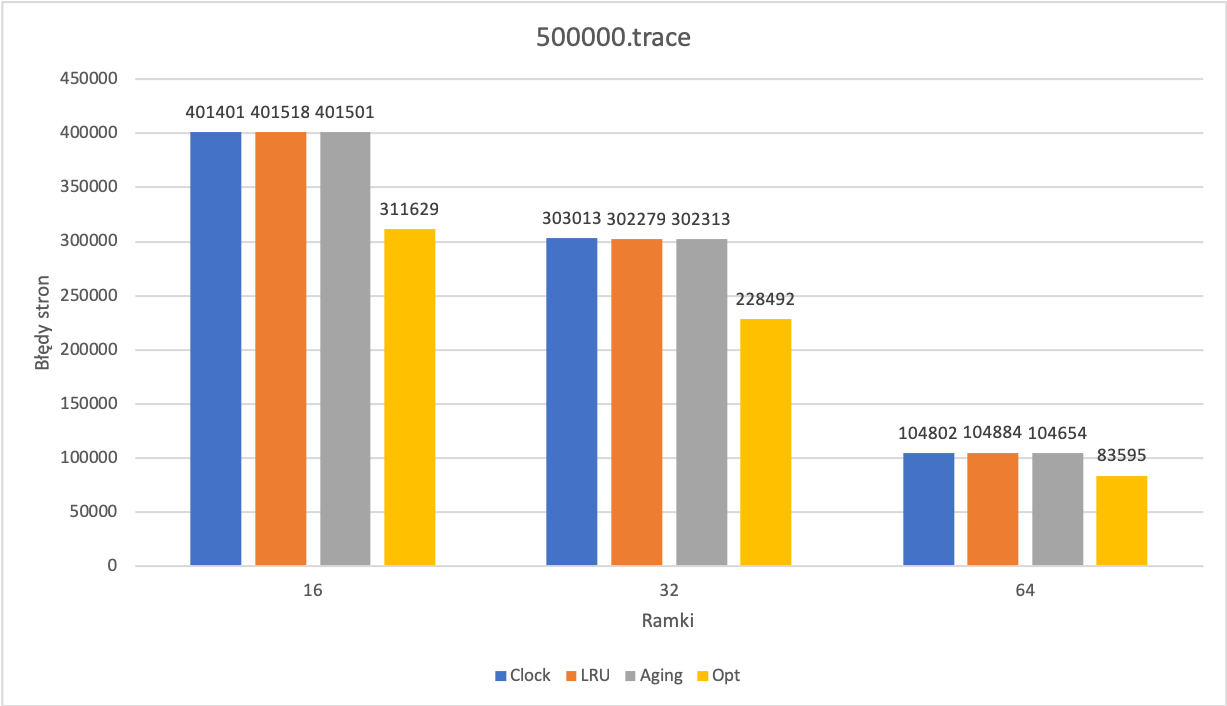 500000.trace
450000
400000
350000
300000
250000
200000
150000
100000
50000
0
Błędy stron
401401 401518 401501
311629
303013 302279 302313
228492
104802 104884 104654
83595
16 32 64
Ramki
Clock LRU Aging Opt